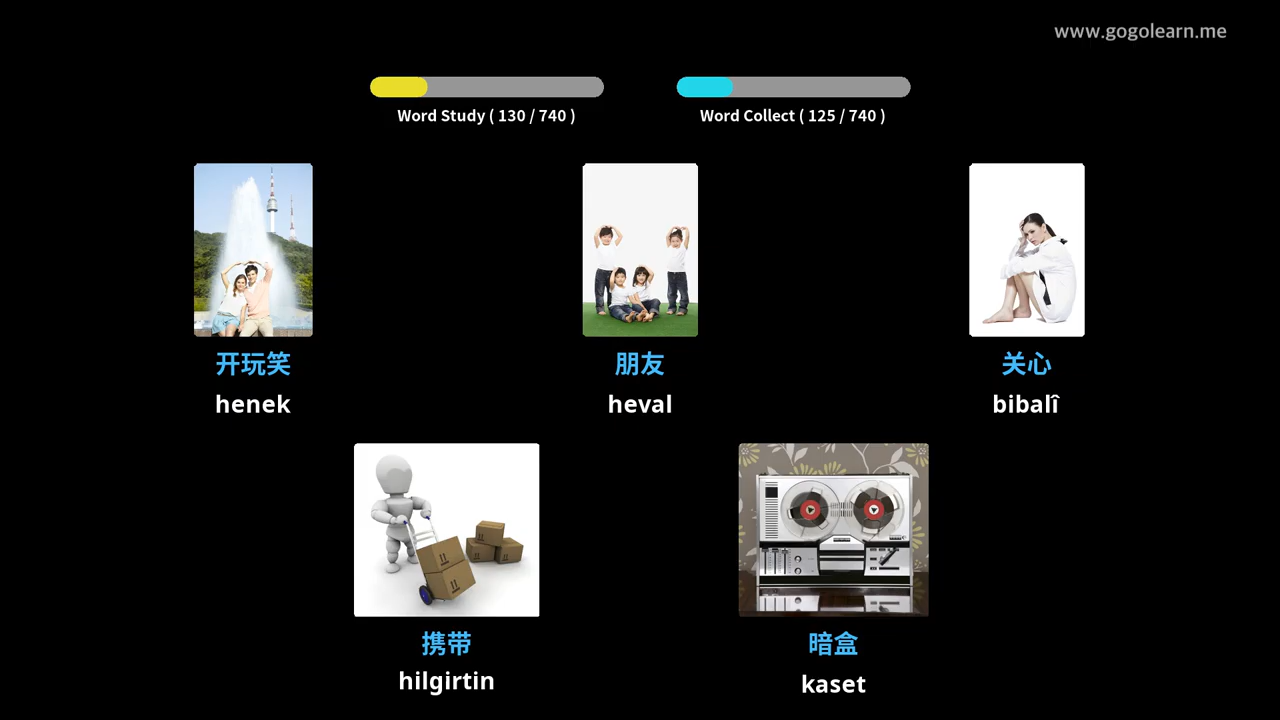 www.gogolearn.me
Word Study ( 130 / 740 )
Word Collect ( 125 / 740 )
开玩笑
henek
朋友
heval
关心
bibalî
携带
hilgirtin
暗盒
kaset